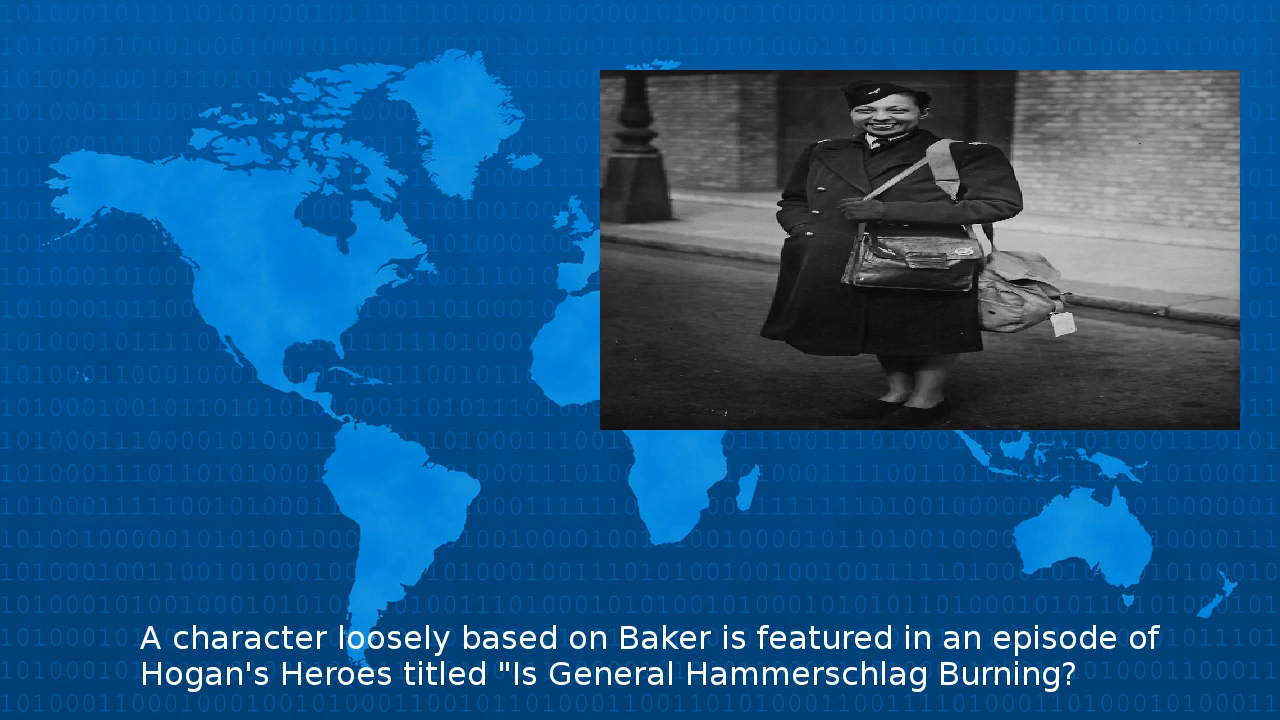 A character loosely based on Baker is featured in an episode of
Hogan's Heroes titled "Is General Hammerschlag Burning?